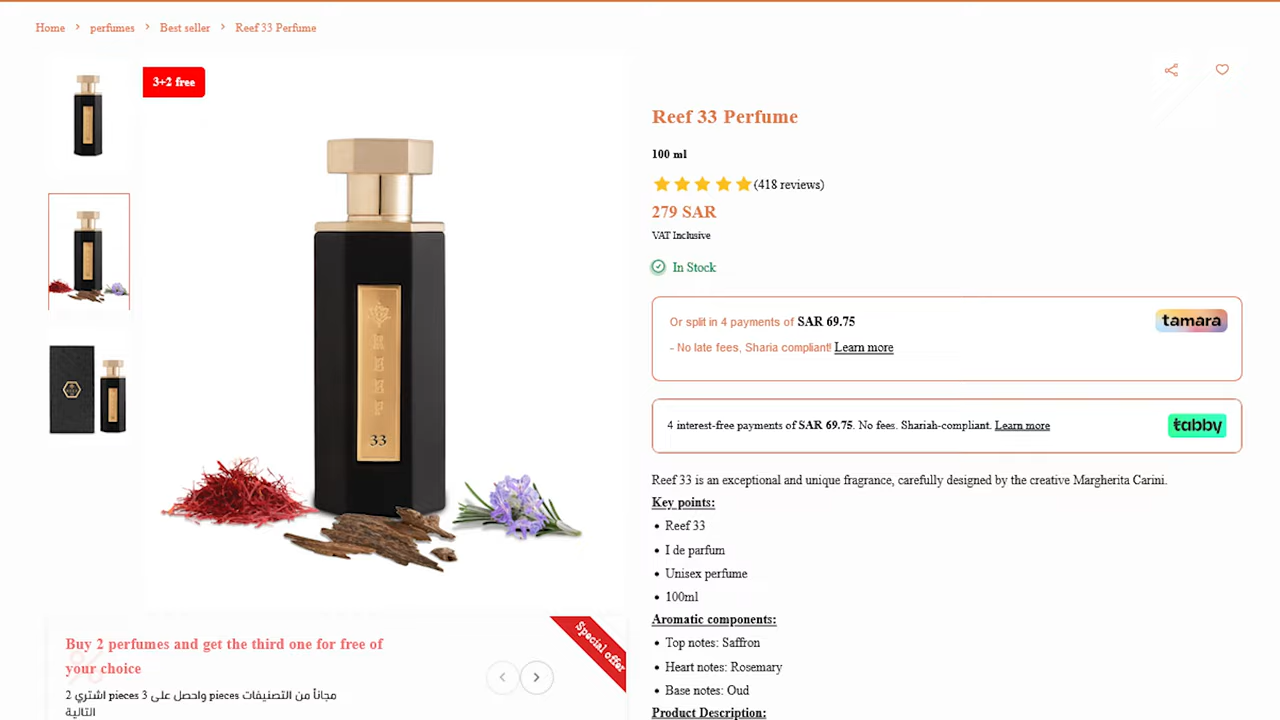 Home > perfumes > Best seller > Reef 33 Perfume
3+2 free
REEF
33
Buy 2 perfumes and get the third one for free of
your choice
Special offer
اشتري 2 pieces واحصل على 3 pieces مجاناً من التصنيفات
التالية
Reef 33 Perfume
100 ml
(418 reviews)
279 SAR
VAT Inclusive
In Stock
Or split in 4 payments of SAR 69.75
tamara
- No late fees, Sharia compliant! Learn more
4 interest-free payments of SAR 69.75. No fees. Shariah-compliant. Learn more
tabby
Reef 33 is an exceptional and unique fragrance, carefully designed by the creative Margherita Carini.
Key points:
• Reef 33
• I de parfum
• Unisex perfume
• 100ml
Aromatic components:
• Top notes: Saffron
• Heart notes: Rosemary
• Base notes: Oud
Product Description: